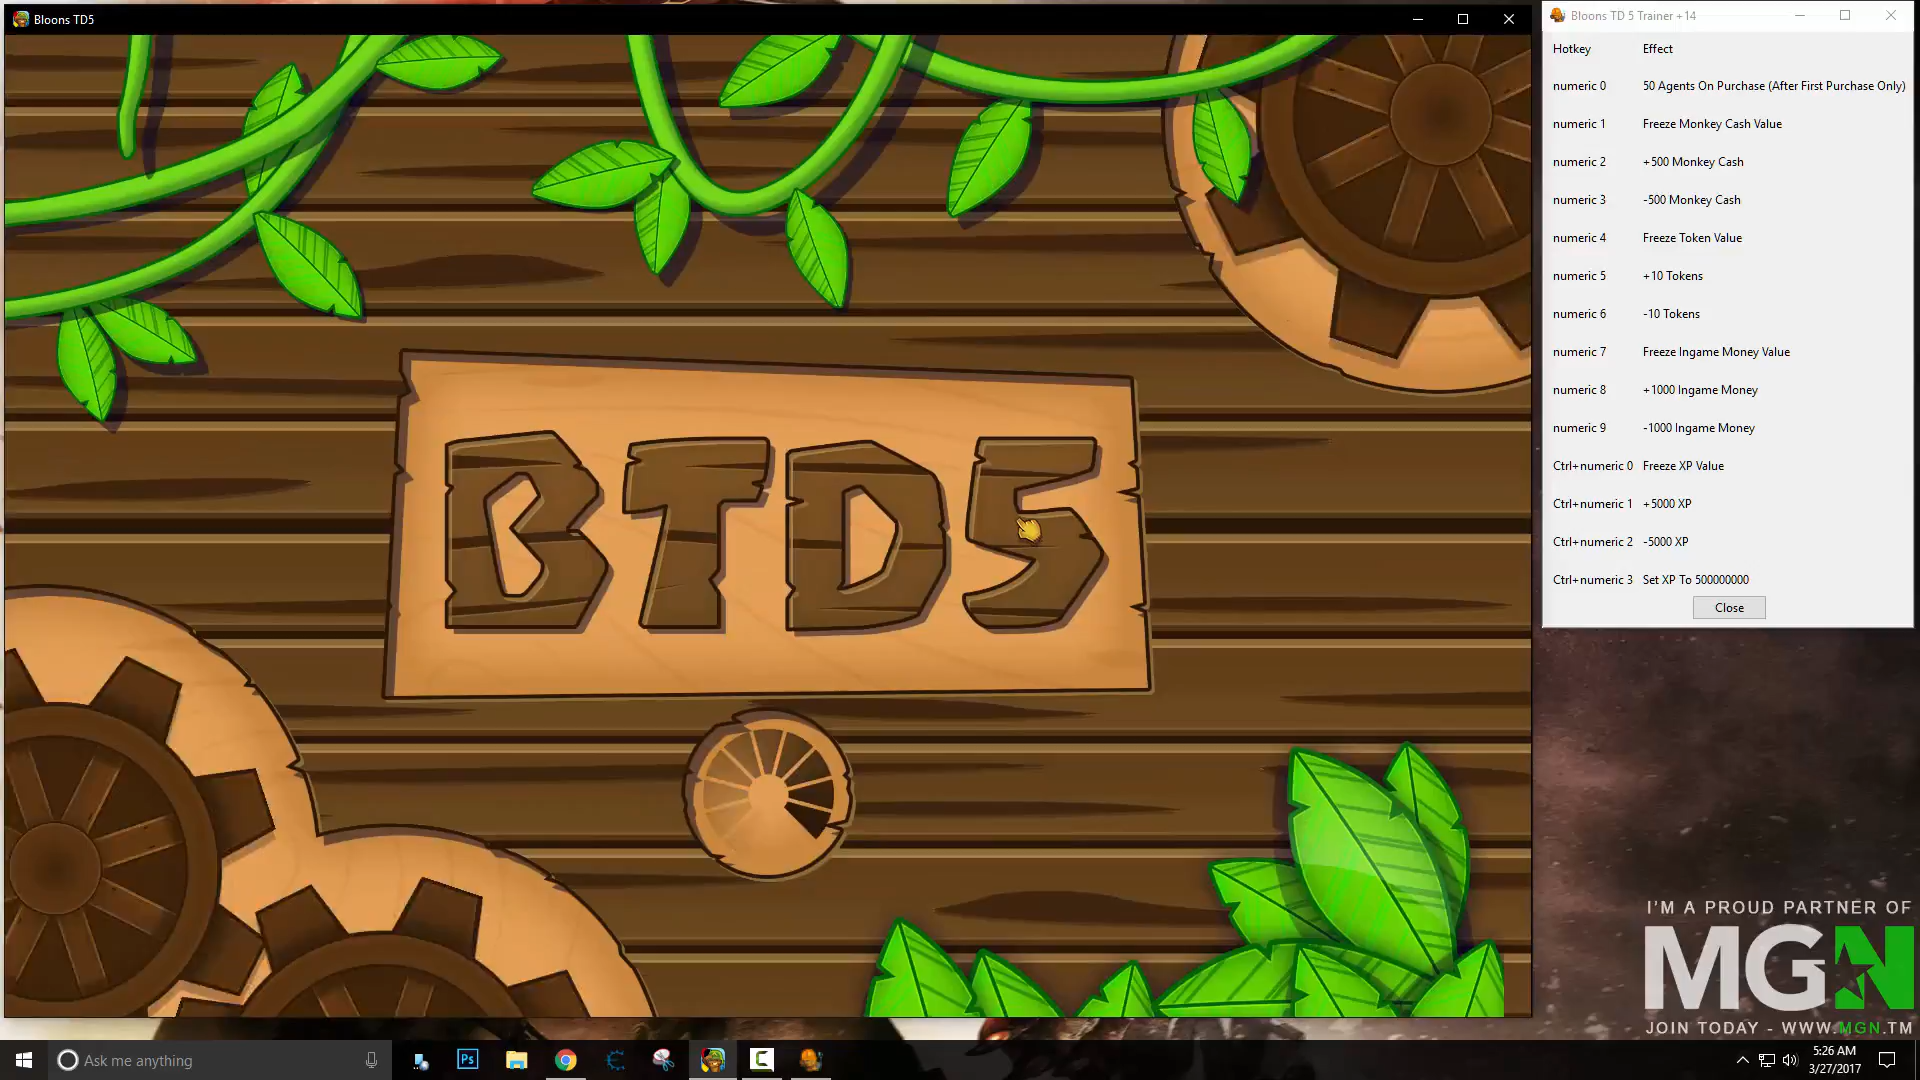 Bloons TD5
BTD5
Bloons TD 5 Trainer +14
Hotkey Effect
numeric 0 50 Agents On Purchase (After First Purchase Only)
numeric 1 Freeze Monkey Cash Value
numeric 2 +500 Monkey Cash
numeric 3 -500 Monkey Cash
numeric 4 Freeze Token Value
numeric 5 +10 Tokens
numeric 6 -10 Tokens
numeric 7 Freeze Ingame Money Value
numeric 8 +1000 Ingame Money
numeric 9 -1000 Ingame Money
Ctrl+numeric 0 Freeze XP Value
Ctrl+numeric 1 +5000 XP
Ctrl+numeric 2 -5000 XP
Ctrl+numeric 3 Set XP To 500000000
Close
I'M A PROUD PARTNER OF
MGN
JOIN TODAY - WWW.MGN.TM
Ask me anything
Ps
C
5:26 AM
3/27/2017